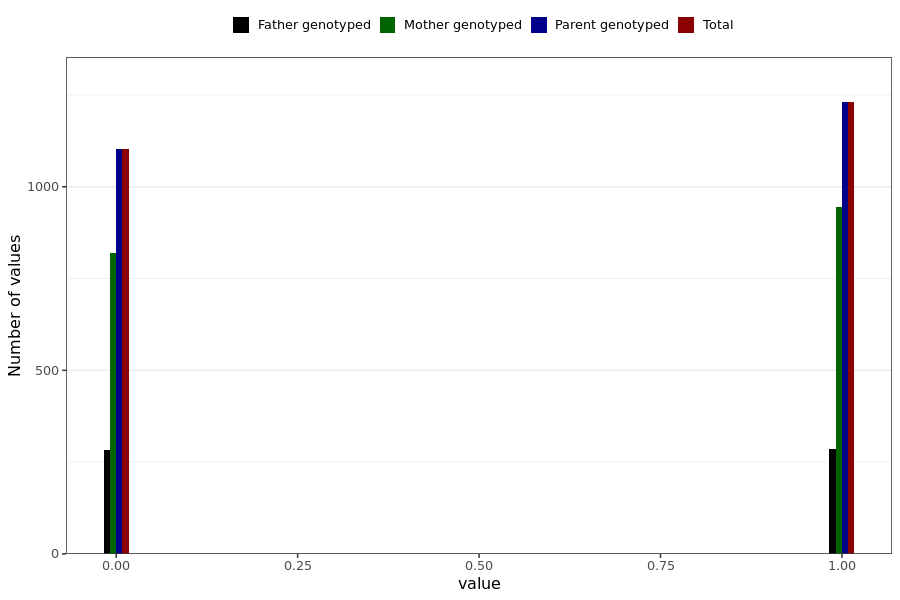 Father genotyped Mother genotyped Parent genotyped Total
Number of values
1000
500
0
0.00 0.25 0.50 0.75 1.00
value